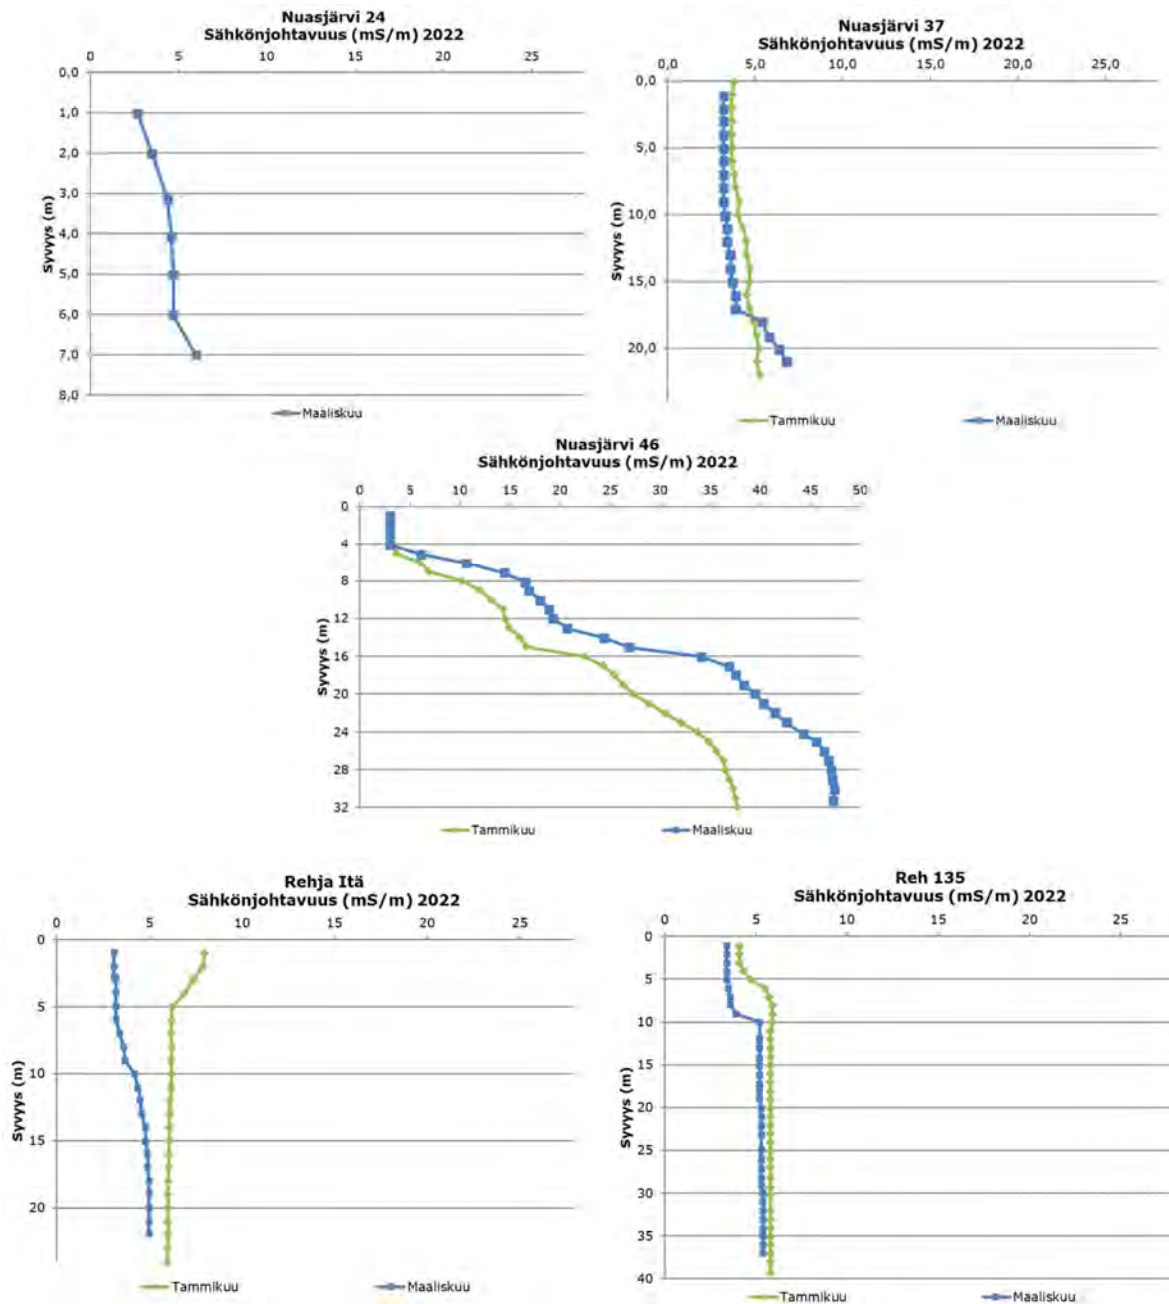 Nuasjärvi 24
Sähkönjohtavuus (mS/m) 2022
0 5 10 15 20 25
0,0
1,0
2,0
3,0
4,0
5,0
6,0
7,0
8,0
Syvyys (m)
Maaliskuu
Nuasjärvi 37
Sähkönjohtavuus (mS/m) 2022
0,0 5,0 10,0 15,0 20,0 25,0
0,0
5,0
10,0
15,0
20,0
Syvyys (m)
Tammikuu Maaliskuu
Nuasjärvi 46
Sähkönjohtavuus (mS/m) 2022
0 5 10 15 20 25 30 35 40 45 50
0
4
8
12
16
20
24
28
32
Syvyys (m)
Tammikuu Maaliskuu
Rehja Itä
Sähkönjohtavuus (mS/m) 2022
0 5 10 15 20 25
0
5
10
15
20
Syvyys (m)
Tammikuu Maaliskuu
Reh 135
Sähkönjohtavuus (mS/m) 2022
0 5 10 15 20 25
0
5
10
15
20
25
30
35
40
Syvyys (m)
Tammikuu Maaliskuu